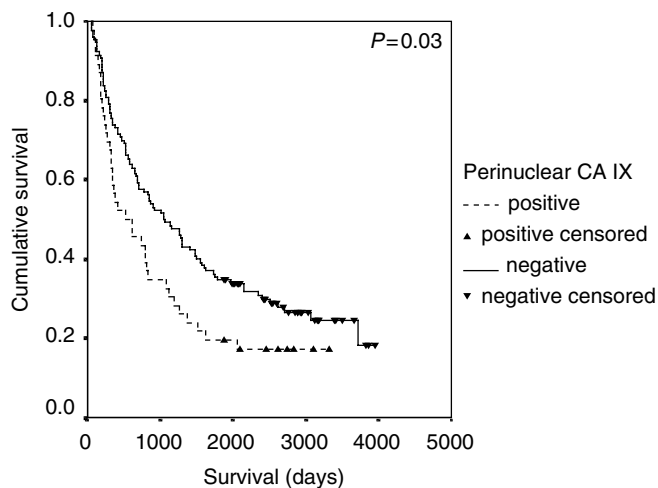 1.0
P=0.03
0.8
0.6
0.4
0.2
0.0
Cumulative survival
0 1000 2000 3000 4000 5000
Survival (days)
Perinuclear CA IX
positive
positive censored
negative
negative censored